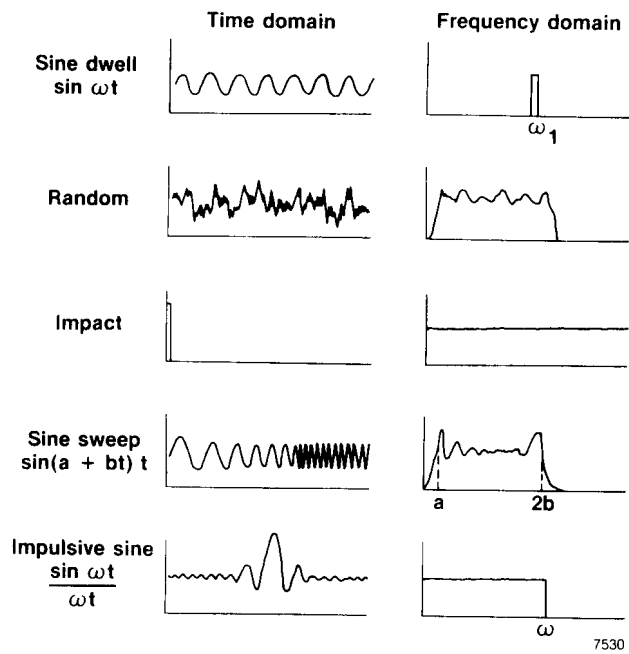 Time domain
Frequency domain
Sine dwell
sin ωt
ω1
Random
Impact
Sine sweep
sin(a + bt) t
a
2b
Impulsive sine
sin ωt
ωt
ω
7530